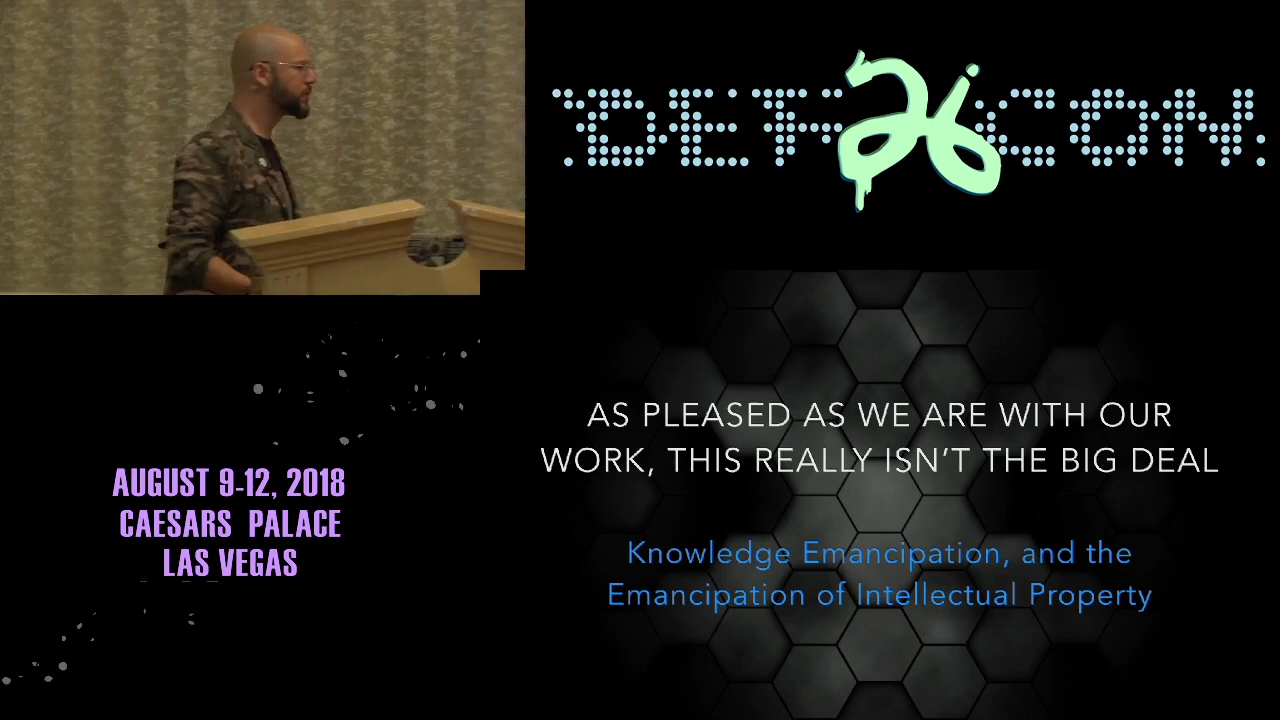 DEF 26 CON
AS PLEASED AS WE ARE WITH OUR
WORK, THIS REALLY ISN'T THE BIG DEAL
Knowledge Emancipation, and the
Emancipation of Intellectual Property
AUGUST 9-12, 2018
CAESARS PALACE
LAS VEGAS